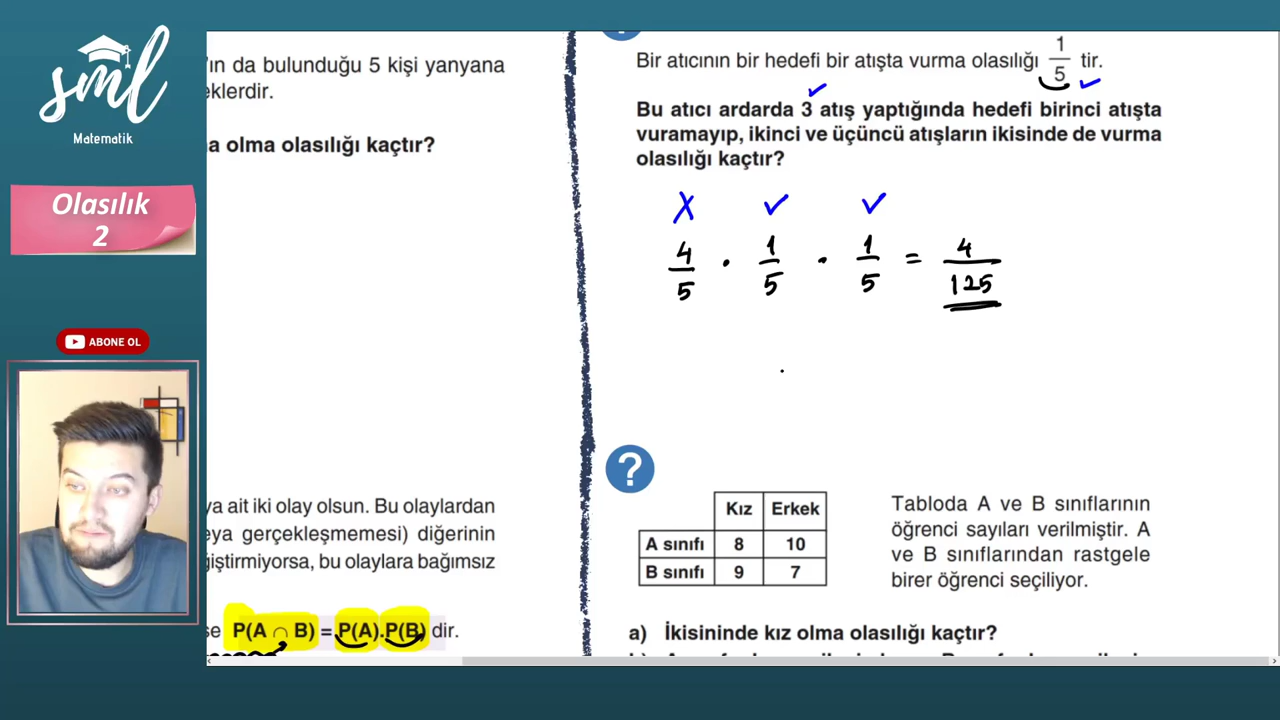 sml
Matematik
Olasılık
2
ABONE OL
'ın da bulunduğu 5 kişi yanyana
eklerdir.
a olma olasılığı kaçtır?
ya ait iki olay olsun. Bu olaylardan
eya gerçekleşmemesi) diğerinin
ğiştirmiyorsa, bu olaylara bağımsız
se P(A ∩ B) = P(A).P(B) dir.
Bir atıcının bir hedefi bir atışta vurma olasılığı 1/5 tir.
Bu atıcı ardarda 3 atış yaptığında hedefi birinci atışta
vuramayıp, ikinci ve üçüncü atışların ikisinde de vurma
olasılığı kaçtır?
X ✓ ✓
4/5 · 1/5 · 1/5 = 4/125
?
Kız Erkek
A sınıfı 8 10
B sınıfı 9 7
Tabloda A ve B sınıflarının
öğrenci sayıları verilmiştir. A
ve B sınıflarından rastgele
birer öğrenci seçiliyor.
a) İkisininde kız olma olasılığı kaçtır?